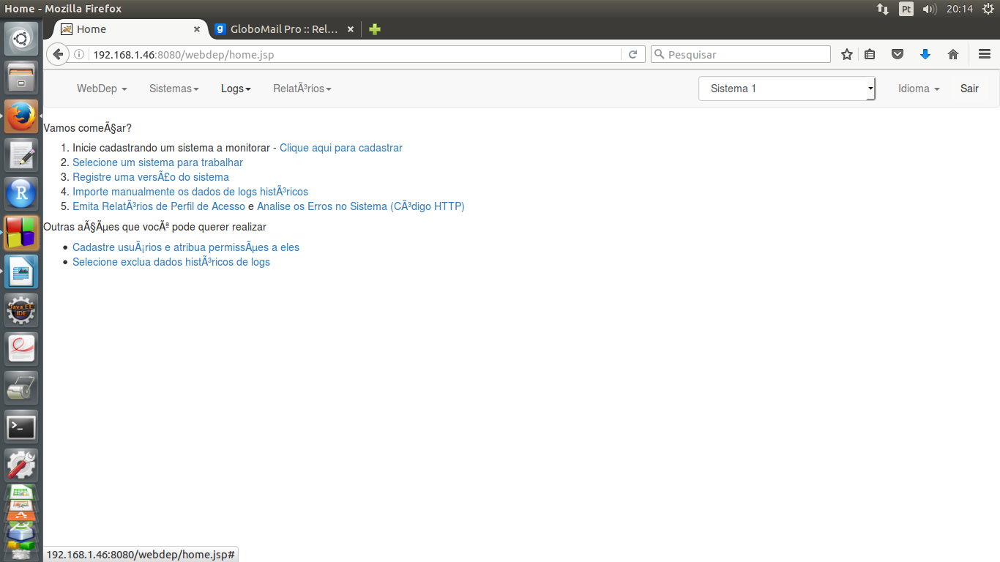 Home - Mozilla Firefox
Pt
20:14
Home
GloboMail Pro :: Rel...
192.168.1.46:8080/webdep/home.jsp
Pesquisar
WebDep
Sistemas
Logs
RelatÃ³rios
Sistema 1
Idioma
Sair
Vamos comeÃ§ar?
1. Inicie cadastrando um sistema a monitorar - Clique aqui para cadastrar
2. Selecione um sistema para trabalhar
3. Registre uma versÃ£o do sistema
4. Importe manualmente os dados de logs histÃ³ricos
5. Emita RelatÃ³rios de Perfil de Acesso e Analise os Erros no Sistema (CÃ³digo HTTP)
Outras aÃ§Ãµes que vocÃª pode querer realizar
• Cadastre usuÃ¡rios e atribua permissÃµes a eles
• Selecione exclua dados histÃ³ricos de logs
R
Java EE
IDE
>_
192.168.1.46:8080/webdep/home.jsp#